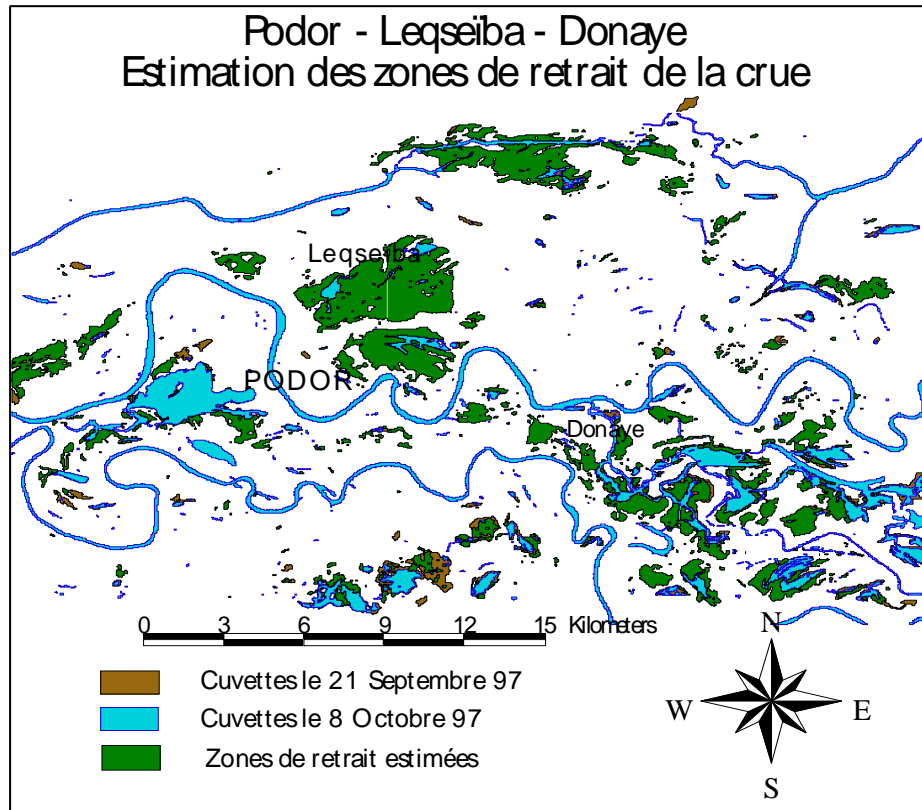 Podor - Leqseïba - Donaye
Estimation des zones de retrait de la crue
Leqseïba
PODOR
Donaye
0 3 6 9 12 15 Kilometers
N
W E
S
Cuvettes le 21 Septembre 97
Cuvettes le 8 Octobre 97
Zones de retrait estimées